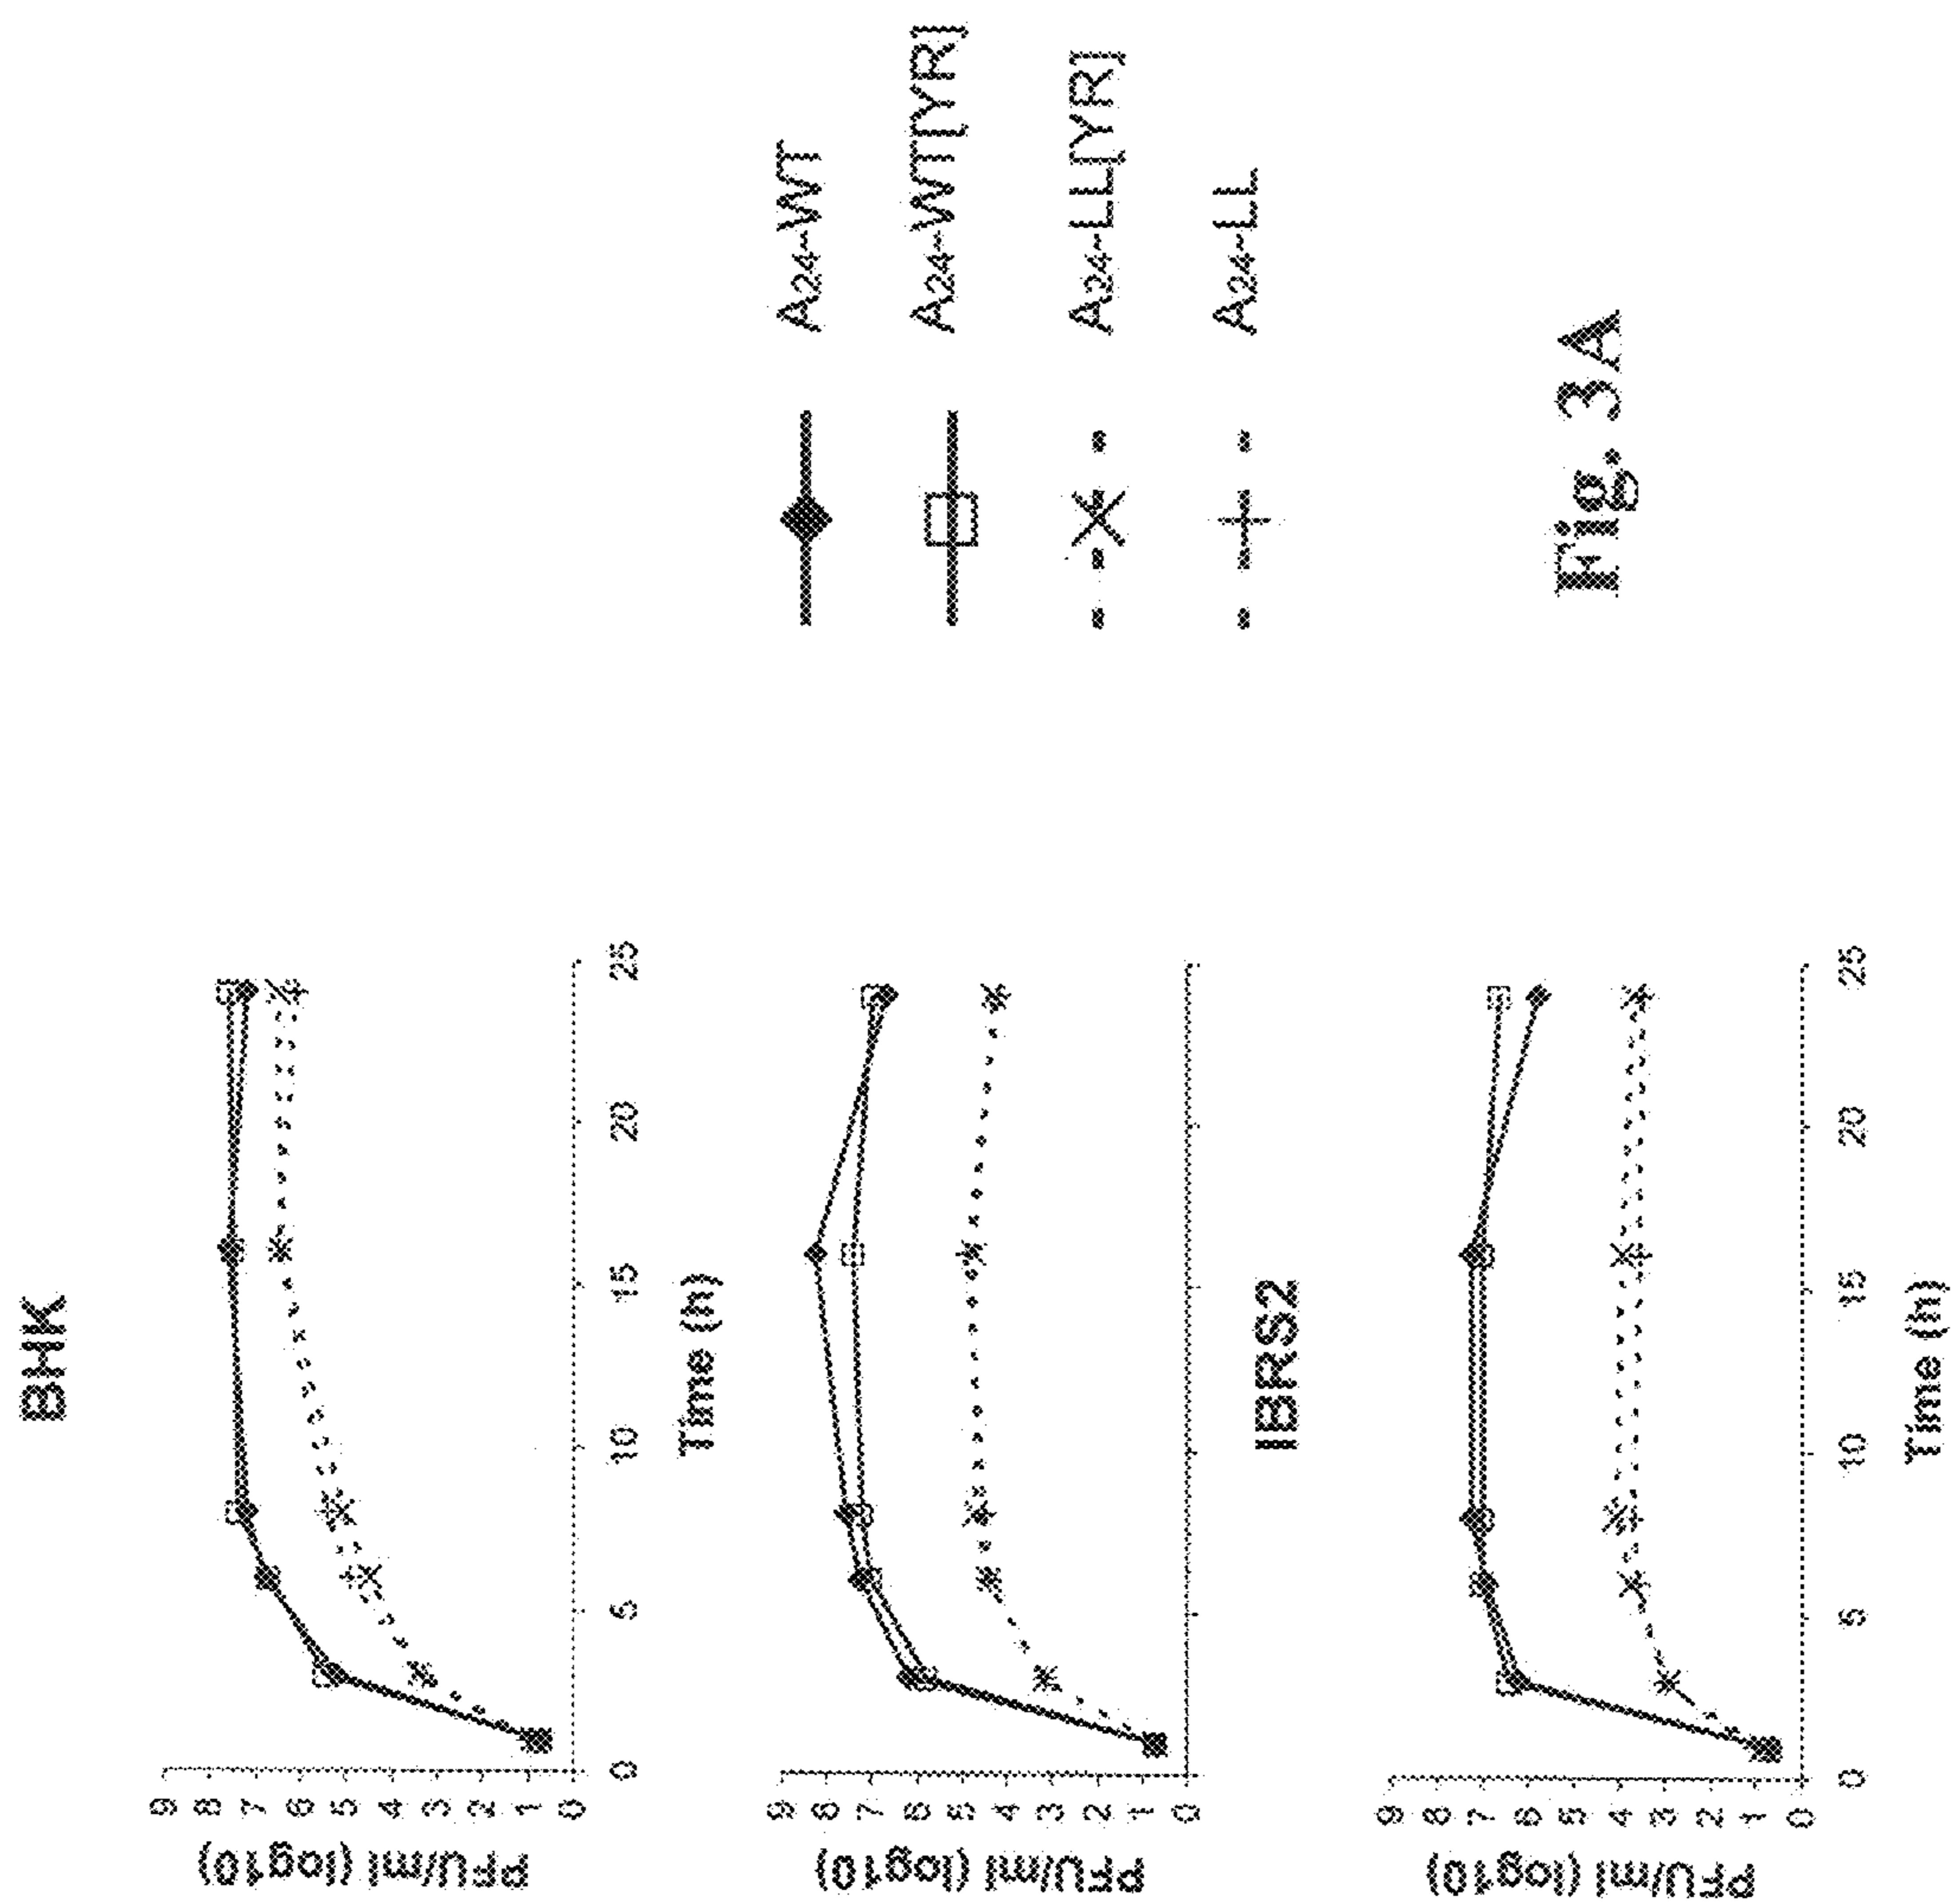 BHK
PFU/ml (log10)
9
8
7
6
5
4
3
2
1
0
0 5 10 15 20 25
Time (h)
PFU/ml (log10)
9
8
7
6
5
4
3
2
1
0
IBRS2
PFU/ml (log10)
9
8
7
6
5
4
3
2
1
0
0 5 10 15 20 25
Time (h)
A24-WT
A24-WT[YR]
A24-LL[YR]
A24-LL
Fig. 3A